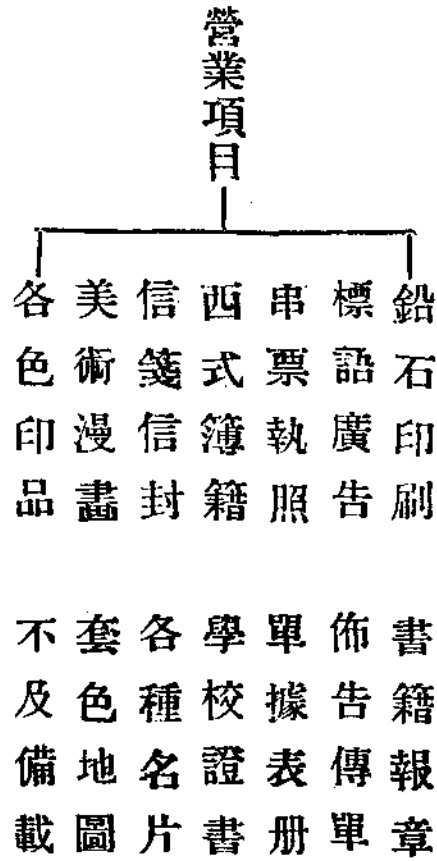 營業項目
鉛石印刷 書籍報章
標語廣告 佈告傳單
串票執照 單據表册
西式簿籍 學校證書
信箋信封 各種名片
美術漫畵 套色地圖
各色印品 不及備載